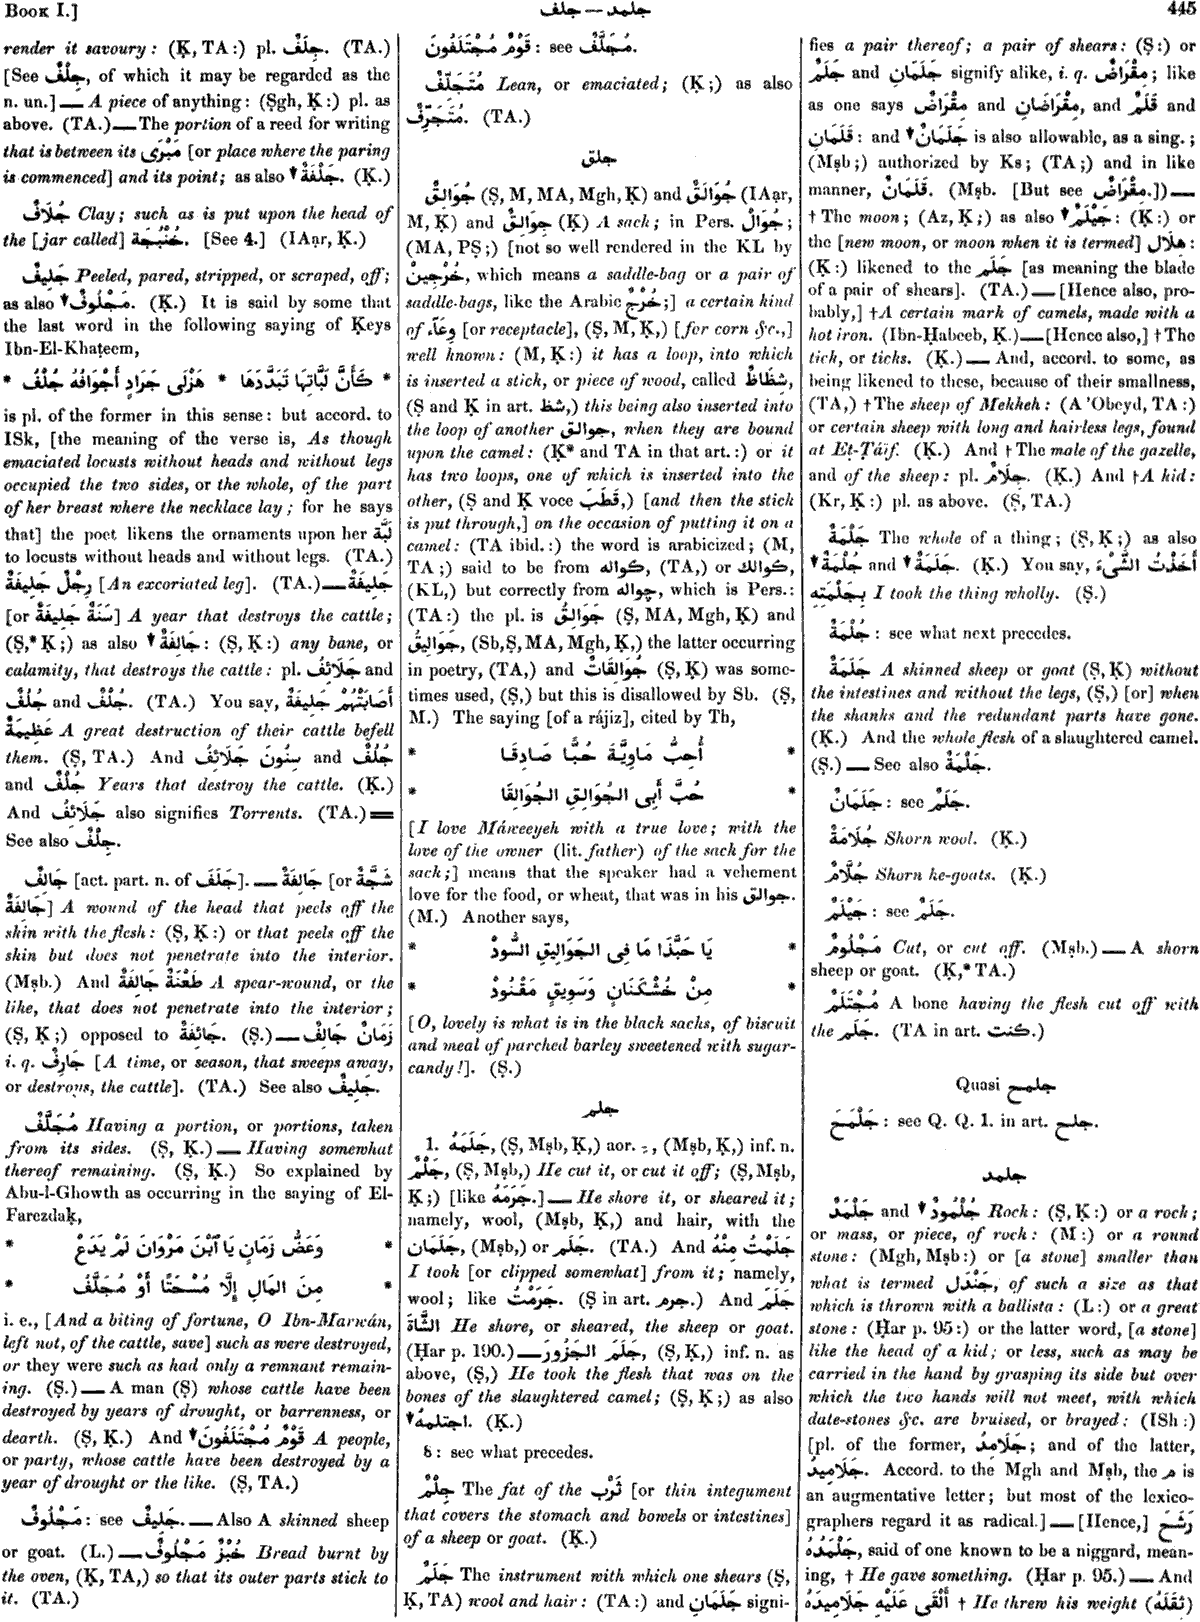 Book I.]
جلف — جلمد
445
render it savoury: (Ḳ, TA:) pl. جِلَفٌ. (TA.)
[See جِلْفٌ, of which it may be regarded as the
n. un.] — A piece of anything: (Ṣgh, Ḳ:) pl. as
above. (TA.) — The portion of a reed for writing
that is between its مَبْرَى [or place where the paring
is commenced] and its point; as also ▼ جَلْفَةٌ. (Ḳ.)
جُلَافٌ Clay; such as is put upon the head of
the [jar called] خُنْبُجَة. [See 4.] (IAạr, Ḳ.)
جَلِيفٌ Peeled, pared, stripped, or scraped, off;
as also ▼ مَجْلُوفٌ. (Ḳ.) It is said by some that
the last word in the following saying of Ḳeys
Ibn-El-Khaṭeem,
* كَأَنَّ لَبَّاتِهَا تَبَدَّدَهَا * هَزْلَى جَرَادٍ أَجْوَافُهُ جُلْفُ *
is pl. of the former in this sense: but accord. to
ISk, [the meaning of the verse is, As though
emaciated locusts without heads and without legs
occupied the two sides, or the whole, of the part
of her breast where the necklace lay; for he says
that] the poet likens the ornaments upon her لَبَّة
to locusts without heads and without legs. (TA.)
رِجْلٌ جَلِيفَةٌ [An excoriated leg]. (TA.) — جَلِيفَةٌ
[or سَنَةٌ جَلِيفَةٌ] A year that destroys the cattle;
(Ṣ,* Ḳ;) as also ▼ جَالِفَةٌ: (Ṣ, Ḳ:) any bane, or
calamity, that destroys the cattle: pl. جَلَائِفُ and
جُلُفٌ and جُلْفٌ. (TA.) You say, أَصَابَتْهُمْ جَلِيفَةٌ
عَظِيمَةٌ A great destruction of their cattle befell
them. (Ṣ, TA.) And سِنُونَ جَلَائِفُ and جُلُفٌ
and جُلْفٌ Years that destroy the cattle. (Ḳ.)
And جَلَائِفُ also signifies Torrents. (TA.) =
See also جِلْفٌ.
جَالِفٌ [act. part. n. of جَلَفَ]. — جَالِفَةٌ [or شَجَّةٌ
جَالِفَةٌ] A wound of the head that peels off the
skin with the flesh: (Ṣ, Ḳ:) or that peels off the
skin but does not penetrate into the interior.
(Mṣb.) And طَعْنَةٌ جَالِفَةٌ A spear-wound, or the
like, that does not penetrate into the interior;
(Ṣ, Ḳ;) opposed to جَائِفَةٌ. (Ṣ.) — زَمَانٌ جَالِفٌ
i. q. جَارِفٌ [A time, or season, that sweeps away,
or destroys, the cattle]. (TA.) See also جَلِيفٌ.
مُجَلَّفٌ Having a portion, or portions, taken
from its sides. (Ṣ, Ḳ.) — Having somewhat
thereof remaining. (Ṣ, Ḳ.) So explained by
Abu-l-Ghowth as occurring in the saying of El-
Farezdaḳ,
* وَعَضُّ زَمَانٍ يَا ٱبْنَ مَرْوَانَ لَمْ يَدَعْ *
* مِنَ المَالِ إِلَّا مُسْحَتًا أَوْ مُجَلَّفُ *
i. e., [And a biting of fortune, O Ibn-Marwán,
left not, of the cattle, save] such as were destroyed,
or they were such as had only a remnant remain-
ing. (Ṣ.) — A man (Ṣ) whose cattle have been
destroyed by years of drought, or barrenness, or
dearth. (Ṣ, Ḳ.) And ▼ قَوْمٌ مُجْتَلَفُونَ A people,
or party, whose cattle have been destroyed by a
year of drought or the like. (Ṣ, TA.)
مَجْلُوفٌ: see جَلِيفٌ. — Also A skinned sheep
or goat. (L.) — خُبْزٌ مَجْلُوفٌ Bread burnt by
the oven, (Ḳ, TA,) so that its outer parts stick to
it. (TA.)
قَوْمٌ مُجْتَلَفُونَ: see مُجَلَّفٌ.
مُتَجَلِّفٌ Lean, or emaciated; (Ḳ;) as also
مُتَجَرِّفٌ. (TA.)
جلق
جُوَالِقٌ (Ṣ, M, MA, Mgh, Ḳ) and جُوَالَقٌ (IAạr,
M, Ḳ) and جِوَالِقٌ (Ḳ) A sack; in Pers. جُوَالْ;
(MA, PṢ;) [not so well rendered in the KL by
خُرْجِينْ, which means a saddle-bag or a pair of
saddle-bags, like the Arabic خُرْجٌ;] a certain kind
of وِعَآء [or receptacle], (Ṣ, M, Ḳ,) [for corn &c.,]
well known: (M, Ḳ:) it has a loop, into which
is inserted a stick, or piece of wood, called شِظَاظٌ,
(Ṣ and Ḳ in art. شظ,) this being also inserted into
the loop of another جوالق, when they are bound
upon the camel: (Ḳ* and TA in that art.:) or it
has two loops, one of which is inserted into the
other, (Ṣ and Ḳ voce قَطَبَ,) [and then the stick
is put through,] on the occasion of putting it on a
camel: (TA ibid.:) the word is arabicized; (M,
TA;) said to be from كواله, (TA,) or كوالك,
(KL,) but correctly from جواله, which is Pers.:
(TA:) the pl. is جَوَالِقُ (Ṣ, MA, Mgh, Ḳ) and
جَوَالِيقُ, (Sb, Ṣ, MA, Mgh, Ḳ,) the latter occurring
in poetry, (TA,) and جُوَالِقَاتٌ (Ṣ, Ḳ) was some-
times used, (Ṣ,) but this is disallowed by Sb. (Ṣ,
M.) The saying [of a rájiz], cited by Th,
* أُحِبُّ مَاوِيَّةَ حُبًّا صَادِقَا *
* حُبَّ أَبِى الجُوَالِقِ الجُوَالِقَا *
[I love Máweeyeh with a true love; with the
love of the owner (lit. father) of the sack for the
sack;] means that the speaker had a vehement
love for the food, or wheat, that was in his جوالق.
(M.) Another says,
* يَا حَبَّذَا مَا فِى الجَوَالِيقِ السُّودْ *
* مِنْ خُشْكَنَانٍ وَسَوِيقٍ مَقْنُودْ *
[O, lovely is what is in the black sacks, of biscuit
and meal of parched barley sweetened with sugar-
candy!]. (Ṣ.)
جلم
1. جَلَمَهُ, (Ṣ, Mṣb, Ḳ,) aor. ـِ, (Mṣb, Ḳ,) inf. n.
جَلْمٌ, (Ṣ, Mṣb,) He cut it, or cut it off; (Ṣ, Mṣb,
Ḳ;) [like جَرَمَهُ.] — He shore it, or sheared it;
namely, wool, (Mṣb, Ḳ,) and hair, with the
جَلَمَانِ, (Mṣb,) or جَلَم. (TA.) And جَلَمْتُ مِنْهُ
I took [or clipped somewhat] from it; namely,
wool; like جَرَمْتُ. (Ṣ in art. جرم.) And جَلَمَ
الشَّاةَ He shore, or sheared, the sheep or goat.
(Ḥar p. 190.) — جَلَمَ الجَزُورَ, (Ṣ, Ḳ,) inf. n. as
above, (Ṣ,) He took the flesh that was on the
bones of the slaughtered camel; (Ṣ, Ḳ;) as also
▼ اجتلمهُ. (Ḳ.)
8: see what precedes.
جِلْمٌ The fat of the ثَرْب [or thin integument
that covers the stomach and bowels or intestines]
of a sheep or goat. (Ḳ.)
جَلَمٌ The instrument with which one shears (Ṣ,
Ḳ, TA) wool and hair: (TA:) and جَلَمَانِ signi-
fies a pair thereof; a pair of shears: (Ṣ:) or
جَلَمٌ and جَلَمَانِ signify alike, i. q. مِقْرَاضٌ; like
as one says مِقْرَاضٌ and مِقْرَاضَانِ, and قَلَمٌ and
قَلَمَانِ: and ▼ جَلَمَانٌ is also allowable, as a sing.;
(Mṣb;) authorized by Ks; (TA;) and in like
manner, قَلَمَانٌ. (Mṣb. [But see مِقْرَاضٌ.]) —
† The moon; (Az, Ḳ;) as also ▼ جَيْلَمٌ: (Ḳ:) or
the [new moon, or moon when it is termed] هِلَال:
(Ḳ:) likened to the جَلَم [as meaning the blade
of a pair of shears]. (TA.) — [Hence also, pro-
bably,] † A certain mark of camels, made with a
hot iron. (Ibn-Ḥabeeb, Ḳ.) — [Hence also,] † The
tick, or ticks. (Ḳ.) — And, accord. to some, as
being likened to these, because of their smallness,
(TA,) † The sheep of Mekkeh: (A 'Obeyd, TA:)
or certain sheep with long and hairless legs, found
at Eṭ-Ṭáïf. (Ḳ.) And † The male of the gazelle,
and of the sheep: pl. جِلَامٌ. (Ḳ.) And † A kid:
(Kr, Ḳ:) pl. as above. (Ṣ, TA.)
جَلْمَةٌ The whole of a thing; (Ṣ, Ḳ;) as also
▼ جَلَمَةٌ and ▼ جُلْمَةٌ. (Ḳ.) You say, أَخَذْتُ الشَّىْءَ
بِجَلْمَتِهِ I took the thing wholly. (Ṣ.)
جُلْمَةٌ: see what next precedes.
جَلَمَةٌ A skinned sheep or goat (Ṣ, Ḳ) without
the intestines and without the legs, (Ṣ,) [or] when
the shanks and the redundant parts have gone.
(Ḳ.) And the whole flesh of a slaughtered camel.
(Ṣ.) — See also جَلْمَةٌ.
جَلَمَانٌ: see جَلَمٌ.
جُلَامَةٌ Shorn wool. (Ḳ.)
جُلَّامٌ Shorn he-goats. (Ḳ.)
جَيْلَمٌ: see جَلَمٌ.
مَجْلُومٌ Cut, or cut off. (Mṣb.) — A shorn
sheep or goat. (Ḳ,* TA.)
مُجْتَلَمٌ A bone having the flesh cut off with
the جَلَم. (TA in art. كنت.)
Quasi جلمح
جَلْمَحَ: see Q. Q. 1. in art. جلح.
جلمد
جَلْمَدٌ and ▼ جُلْمُودٌ Rock: (Ṣ, Ḳ:) or a rock;
or mass, or piece, of rock: (M:) or a round
stone: (Mgh, Mṣb:) or [a stone] smaller than
what is termed جَنْدَل, of such a size as that
which is thrown with a ballista: (L:) or a great
stone: (Ḥar p. 95:) or the latter word, [a stone]
like the head of a kid; or less, such as may be
carried in the hand by grasping its side but over
which the two hands will not meet, with which
date-stones &c. are bruised, or brayed: (ISh:)
[pl. of the former, جَلَامِدُ; and of the latter,
جَلَامِيدُ. Accord. to the Mgh and Mṣb, the م is
an augmentative letter; but most of the lexico-
graphers regard it as radical.] — [Hence,] رَشَحَ
جَلْمَدُهُ, said of one known to be a niggard, mean-
ing, † He gave something. (Ḥar p. 95.) — And
أَلْقَى عَلَيْهِ جَلَامِيدَهُ † He threw his weight (ثِقَلَهُ)